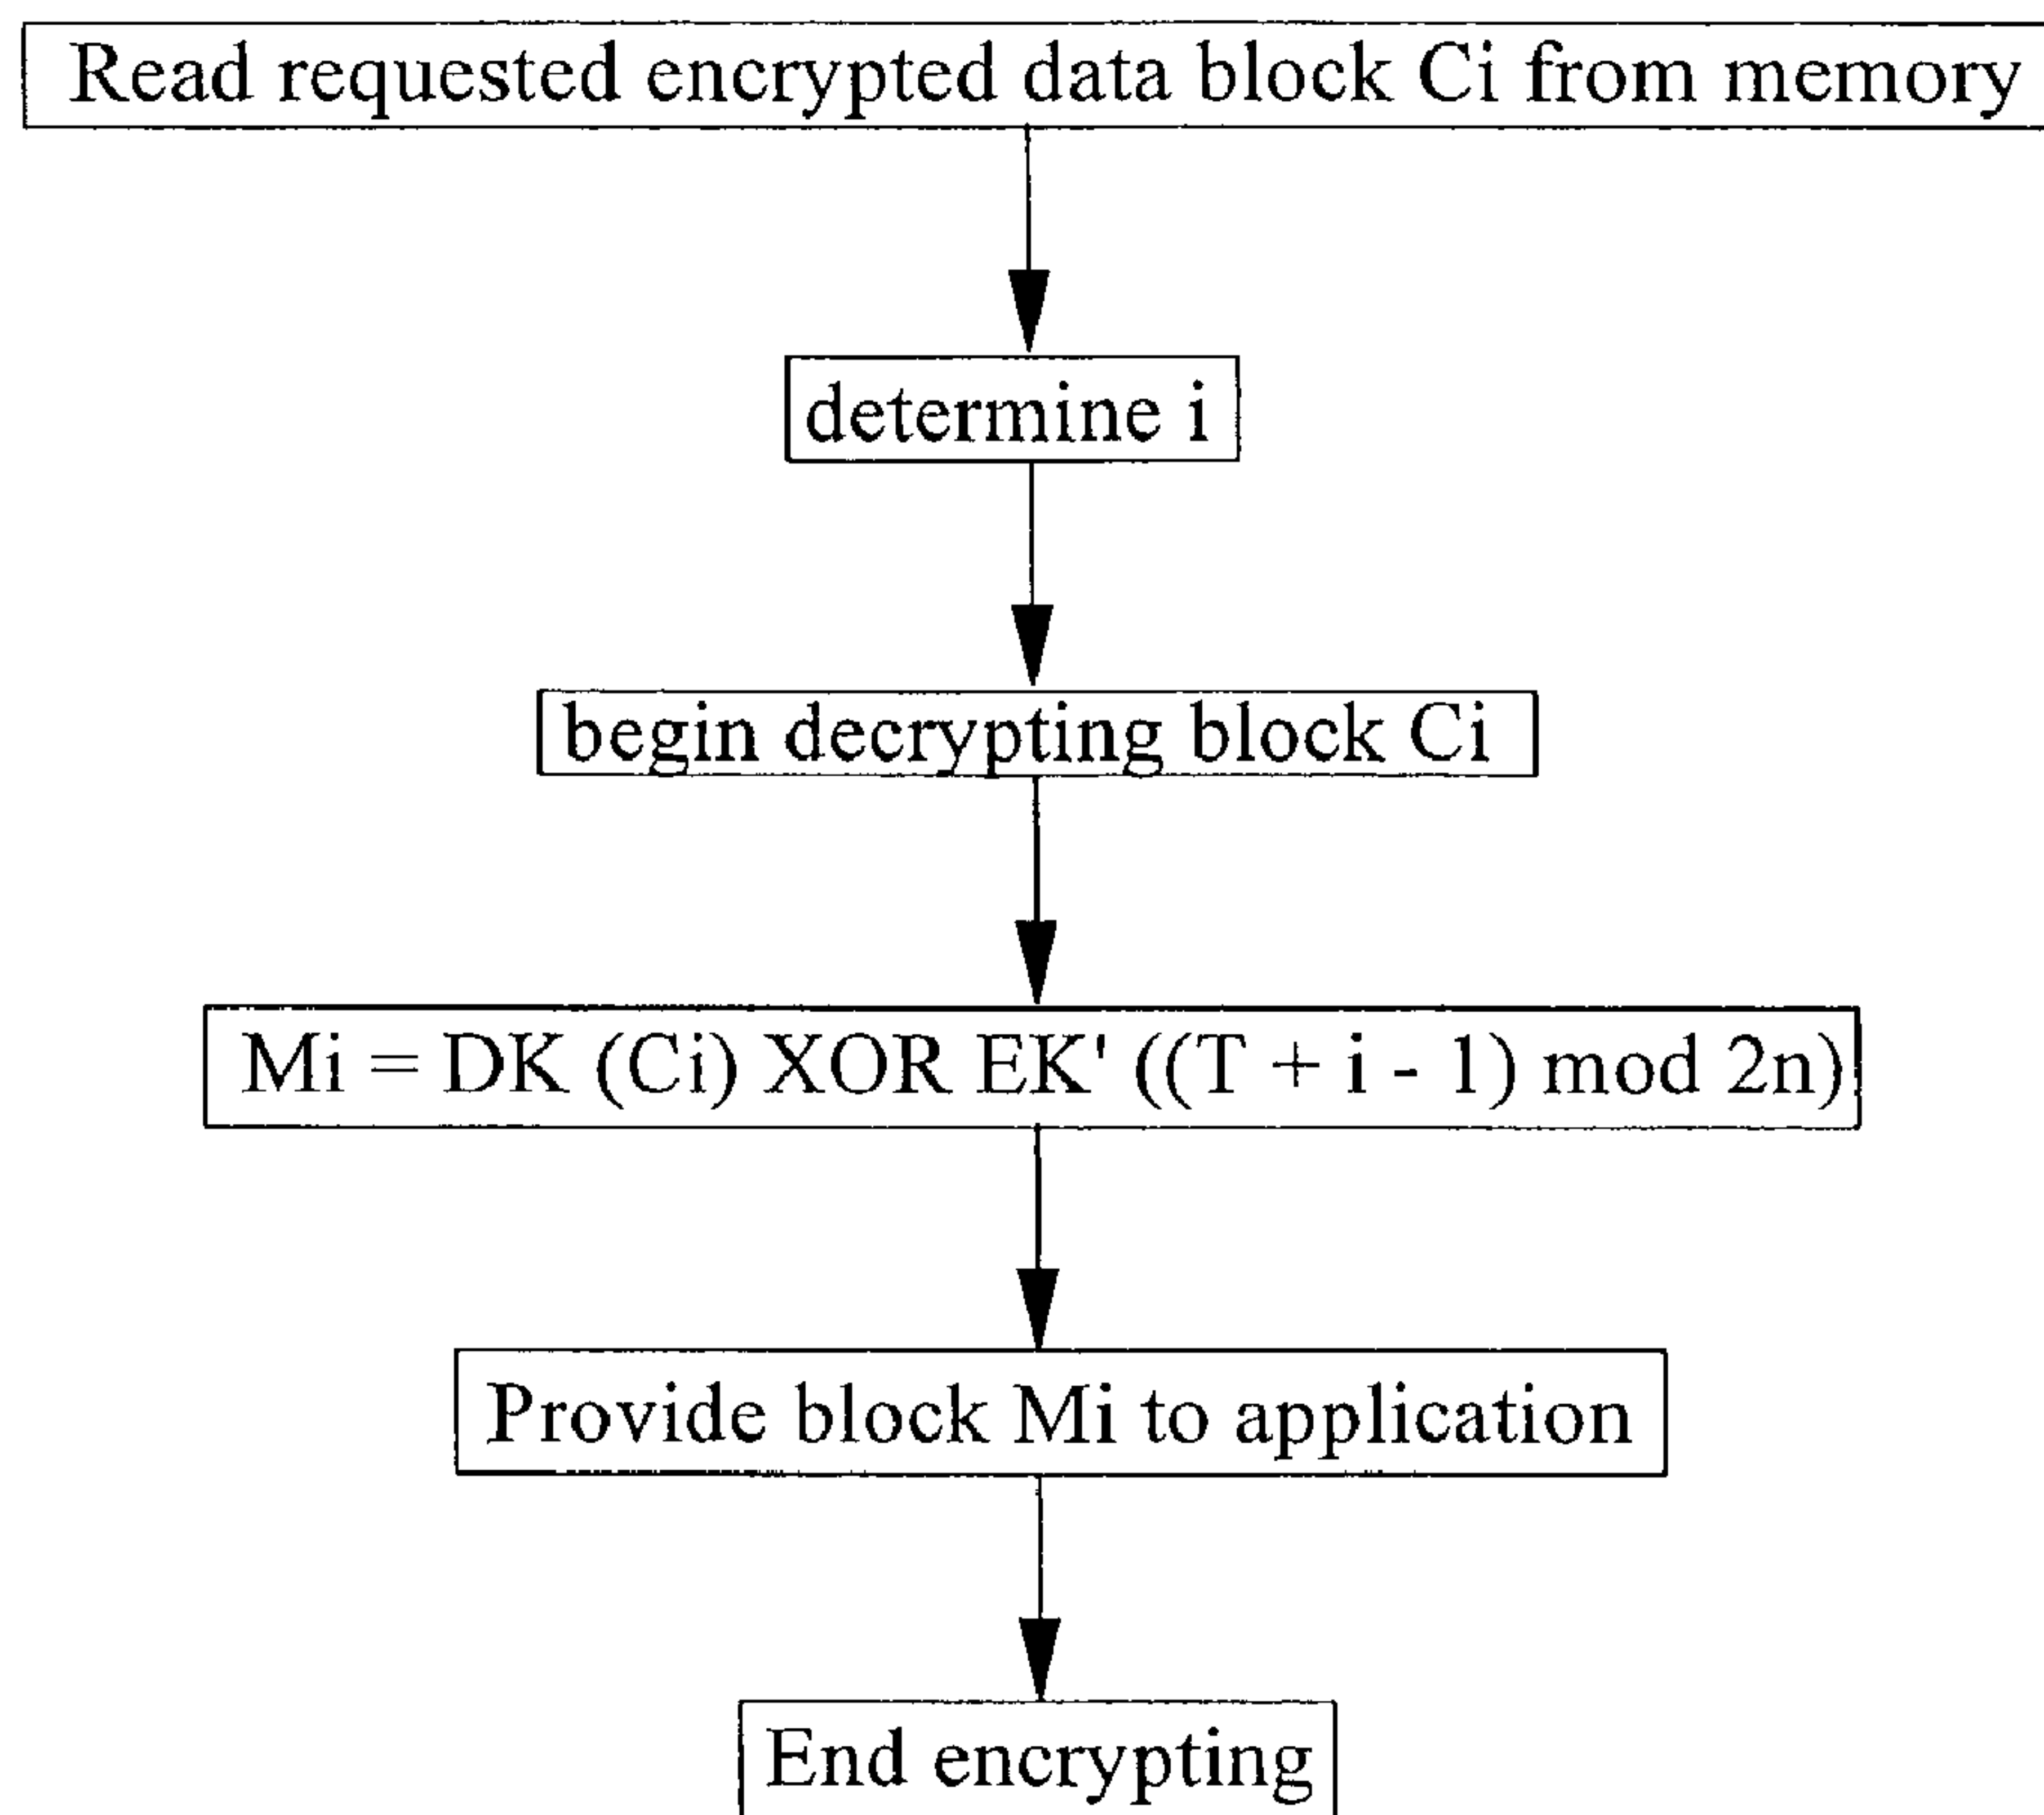 Read requested encrypted data block Ci from memory
determine i
begin decrypting block Ci
Mi = DK (Ci) XOR EK' ((T + i - 1) mod 2n)
Provide block Mi to application
End encrypting